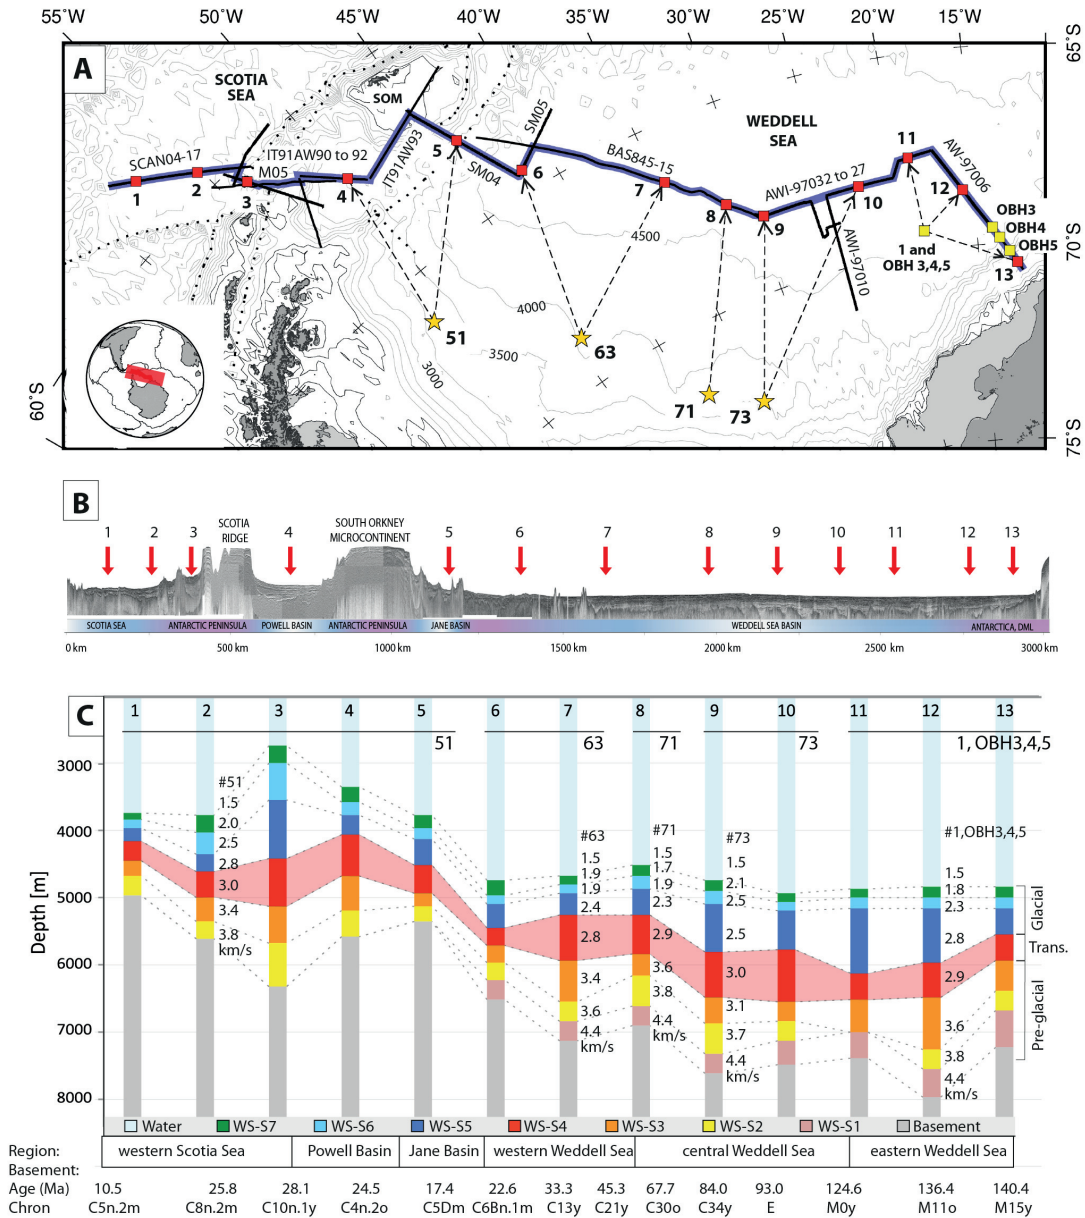 55°W 50°W 45°W 40°W 35°W 30°W 25°W 20°W 15°W
65°S
70°S
75°S
60°S
A
SCOTIA
SEA
SOM
WEDDELL
SEA
SCAN04-17
IT91AW90 to 92
M05
IT91AW93
SM04
SM05
BAS845-15
AWI-97032 to 27
AWI-97010
AW-97006
1
2
3
4
5
6
7
8
9
10
11
12
13
OBH3
OBH4
OBH5
1 and
OBH 3,4,5
4500
4000
3500
3000
51
63
71
73
B
1 2 3 SCOTIA RIDGE 4 SOUTH ORKNEY MICROCONTINENT 5 6 7 8 9 10 11 12 13
SCOTIA SEA ANTARCTIC PENINSULA POWELL BASIN ANTARCTIC PENINSULA JANE BASIN WEDDELL SEA BASIN ANTARCTICA, DML
0 km 500 km 1000 km 1500 km 2000 km 2500 km 3000 km
C
1 2 3 4 5 6 7 8 9 10 11 12 13
51 63 71 73 1, OBH3,4,5
Depth [m]
3000
4000
5000
6000
7000
8000
#51
1.5
2.0
2.5
2.8
3.0
3.4
3.8
km/s
#63
1.5
1.9
1.9
2.4
2.8
3.4
3.6
4.4
km/s
#71
1.5
1.7
1.9
2.3
2.9
3.6
3.8
4.4
km/s
#73
1.5
2.1
2.5
2.5
3.0
3.1
3.7
4.4
km/s
#1,OBH3,4,5
1.5
1.8
2.3
2.8
2.9
3.6
3.8
4.4
km/s
Glacial
Trans.
Pre-glacial
Water WS-S7 WS-S6 WS-S5 WS-S4 WS-S3 WS-S2 WS-S1 Basement
Region: western Scotia Sea Powell Basin Jane Basin western Weddell Sea central Weddell Sea eastern Weddell Sea
Basement:
Age (Ma) 10.5 25.8 28.1 24.5 17.4 22.6 33.3 45.3 67.7 84.0 93.0 124.6 136.4 140.4
Chron C5n.2m C8n.2m C10n.1y C4n.2o C5Dm C6Bn.1m C13y C21y C30o C34y E M0y M11o M15y